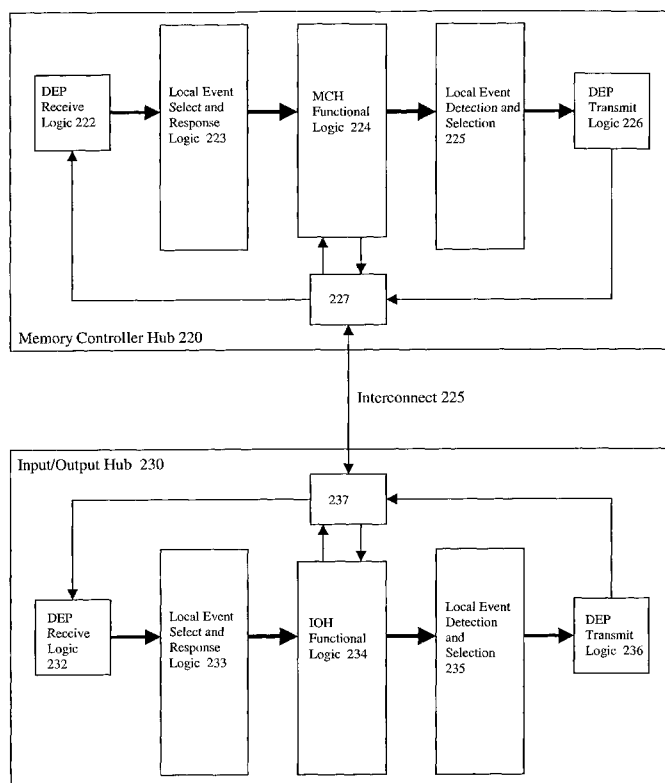 DEP
Receive
Logic 222
Local Event
Select and
Response
Logic 223
MCH
Functional
Logic 224
Local Event
Detection and
Selection
225
DEP
Transmit
Logic 226
227
Memory Controller Hub 220
Interconnect 225
Input/Output Hub 230
237
DEP
Receive
Logic
232
Local Event
Select and
Response
Logic 233
IOH
Functional
Logic 234
Local Event
Detection
and
Selection
235
DEP
Transmit
Logic 236